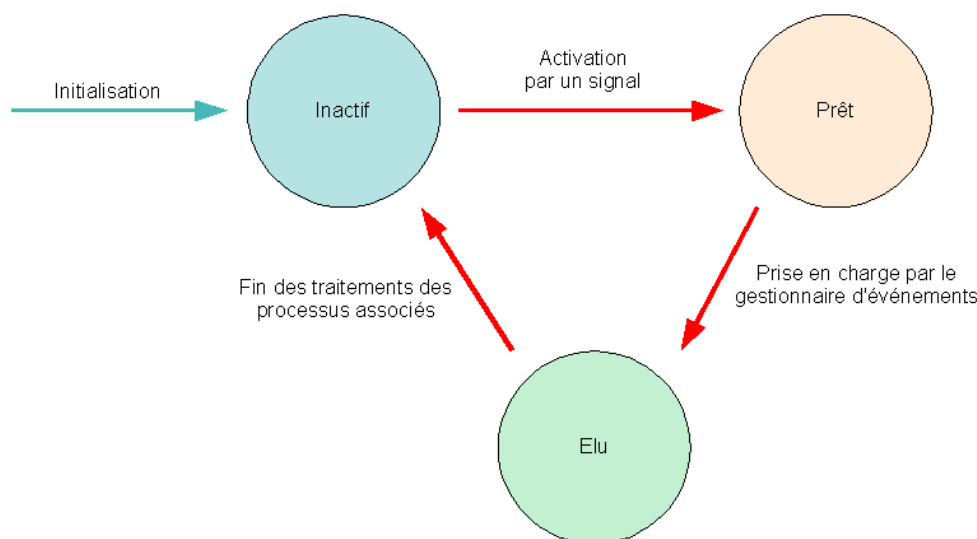 Initialisation
Inactif
Activation
par un signal
Prêt
Fin des traitements des
processus associés
Prise en charge par le
gestionnaire d'événements
Elu